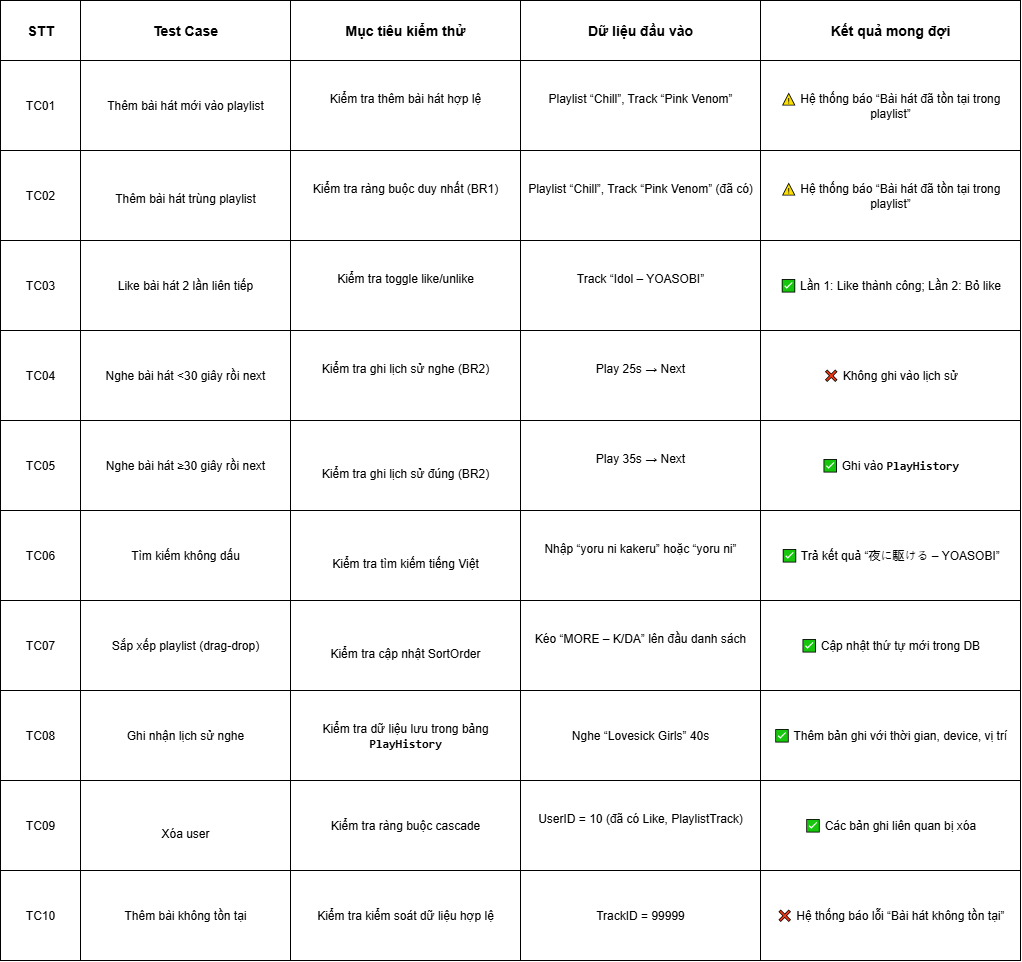 STT Test Case Mục tiêu kiểm thử Dữ liệu đầu vào Kết quả mong đợi
TC01 Thêm bài hát mới vào playlist Kiểm tra thêm bài hát hợp lệ Playlist “Chill”, Track “Pink Venom” ⚠️ Hệ thống báo “Bài hát đã tồn tại trong
playlist”
TC02 Thêm bài hát trùng playlist Kiểm tra ràng buộc duy nhất (BR1) Playlist “Chill”, Track “Pink Venom” (đã có) ⚠️ Hệ thống báo “Bài hát đã tồn tại trong
playlist”
TC03 Like bài hát 2 lần liên tiếp Kiểm tra toggle like/unlike Track “Idol – YOASOBI” ✅ Lần 1: Like thành công; Lần 2: Bỏ like
TC04 Nghe bài hát <30 giây rồi next Kiểm tra ghi lịch sử nghe (BR2) Play 25s → Next ❌ Không ghi vào lịch sử
TC05 Nghe bài hát ≥30 giây rồi next Kiểm tra ghi lịch sử đúng (BR2) Play 35s → Next ✅ Ghi vào PlayHistory
TC06 Tìm kiếm không dấu Kiểm tra tìm kiếm tiếng Việt Nhập “yoru ni kakeru” hoặc “yoru ni” ✅ Trả kết quả “夜に駆ける – YOASOBI”
TC07 Sắp xếp playlist (drag-drop) Kiểm tra cập nhật SortOrder Kéo “MORE – K/DA” lên đầu danh sách ✅ Cập nhật thứ tự mới trong DB
TC08 Ghi nhận lịch sử nghe Kiểm tra dữ liệu lưu trong bảng
PlayHistory Nghe “Lovesick Girls” 40s ✅ Thêm bản ghi với thời gian, device, vị trí
TC09 Xóa user Kiểm tra ràng buộc cascade UserID = 10 (đã có Like, PlaylistTrack) ✅ Các bản ghi liên quan bị xóa
TC10 Thêm bài không tồn tại Kiểm tra kiểm soát dữ liệu hợp lệ TrackID = 99999 ❌ Hệ thống báo lỗi “Bài hát không tồn tại”